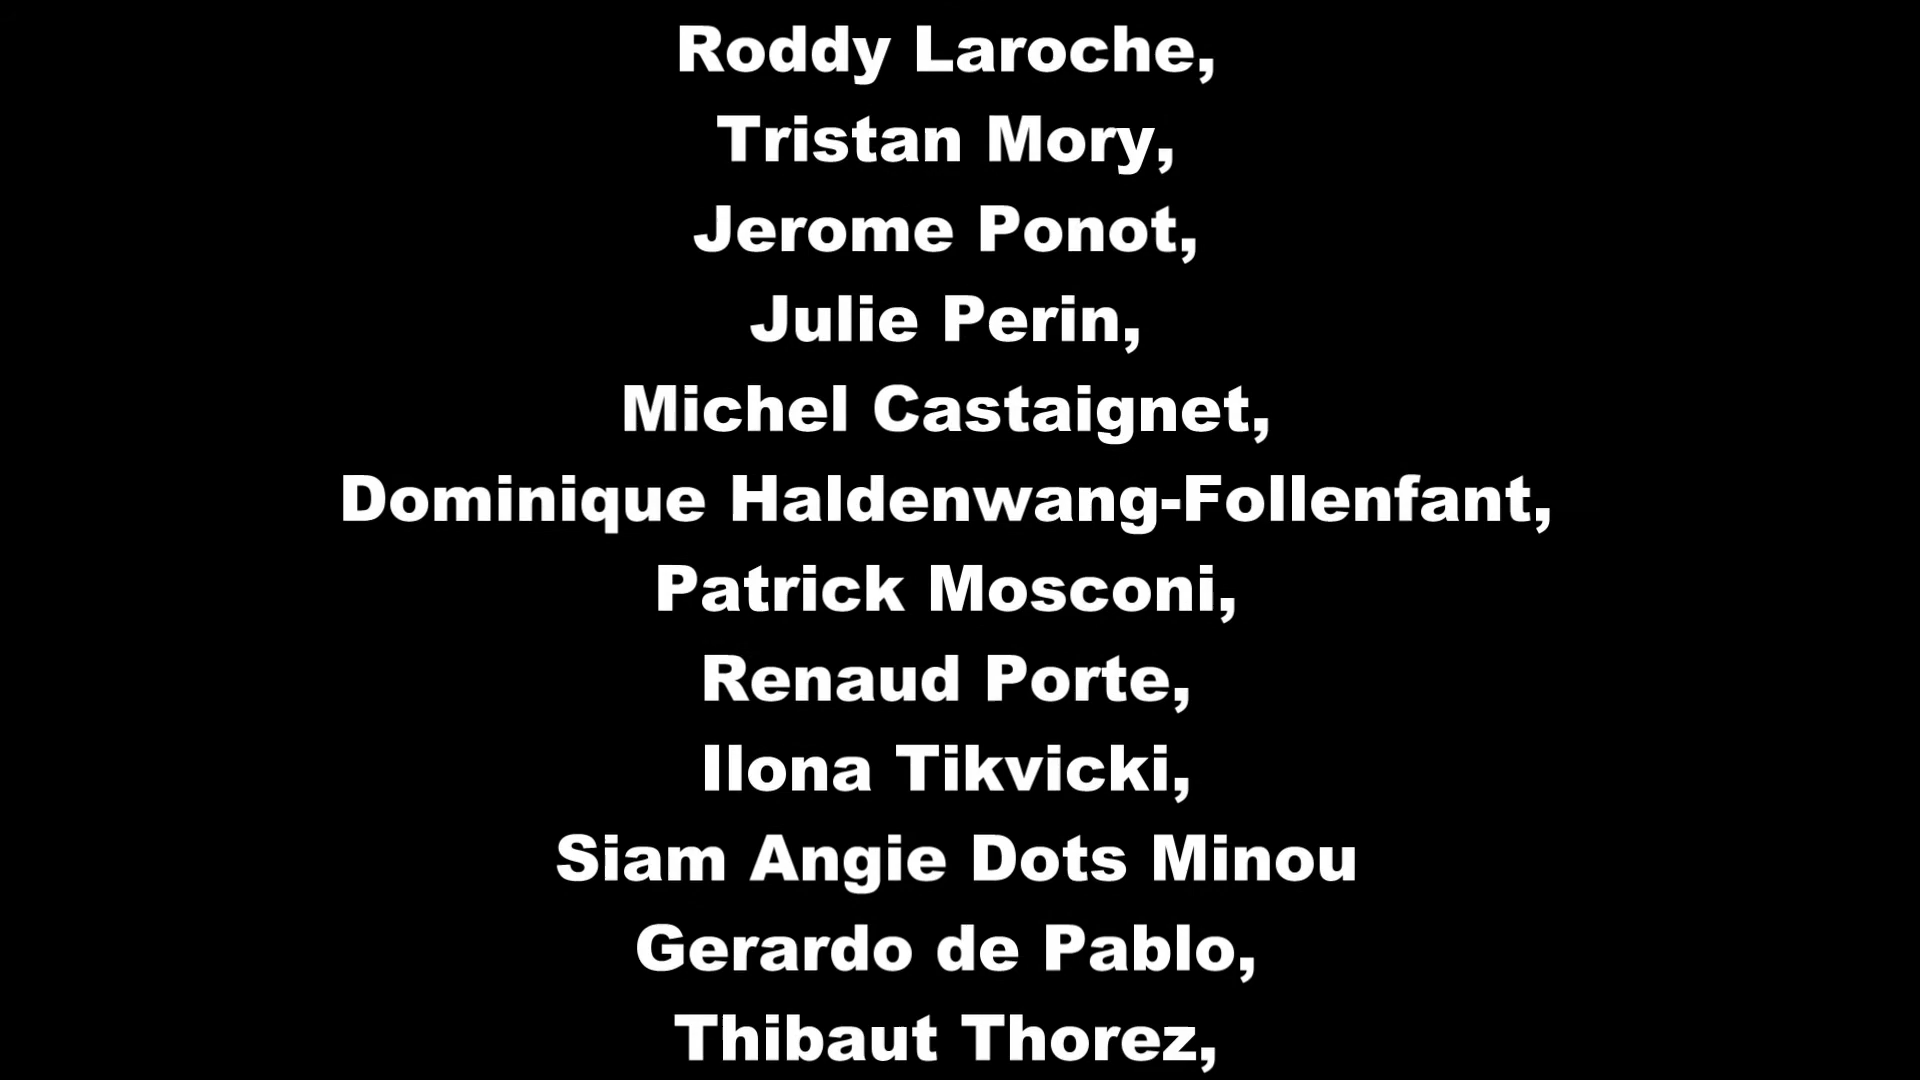 Roddy Laroche,
Tristan Mory,
Jerome Ponot,
Julie Perin,
Michel Castaignet,
Dominique Haldenwang-Follenfant,
Patrick Mosconi,
Renaud Porte,
Ilona Tikvicki,
Siam Angie Dots Minou
Gerardo de Pablo,
Thibaut Thorez,